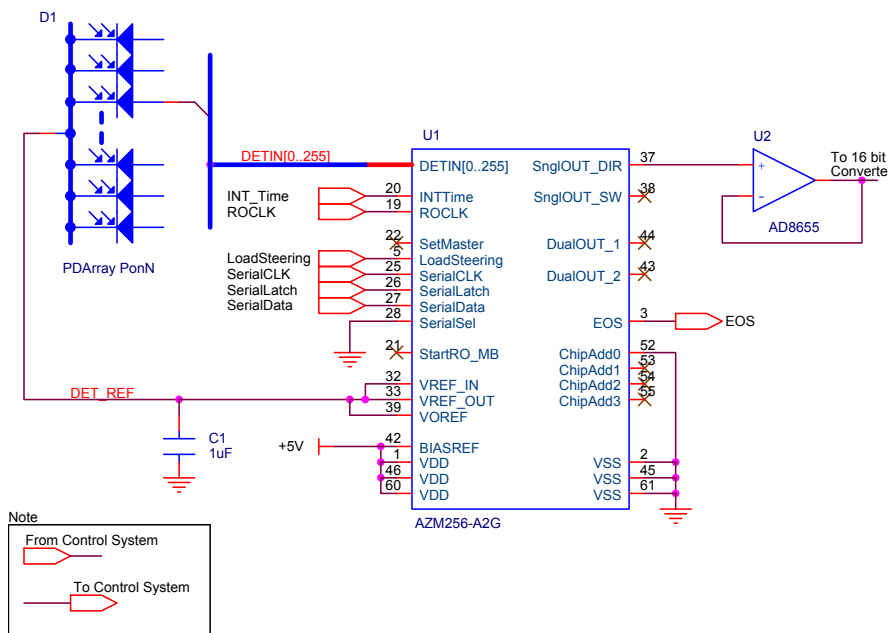 D1
PDArray PonN
DETIN[0..255]
INT_Time
ROCLK
LoadSteering
SerialCLK
SerialLatch
SerialData
DET_REF
C1
1uF
+5V
U1
DETIN[0..255]
20 INTTime
19 ROCLK
22 SetMaster
5 LoadSteering
25 SerialCLK
26 SerialLatch
27 SerialData
28 SerialSel
21 StartRO_MB
32 VREF_IN
33 VREF_OUT
39 VOREF
42 BIASREF
1 VDD
46 VDD
60 VDD
SnglOUT_DIR 37
SnglOUT_SW 38
DualOUT_1 44
DualOUT_2 43
EOS 3
EOS
ChipAdd0 52
ChipAdd1 53
ChipAdd2 54
ChipAdd3 55
VSS 2
VSS 45
VSS 61
AZM256-A2G
U2
+
-
AD8655
To 16 bit
Converte
Note
From Control System
To Control System